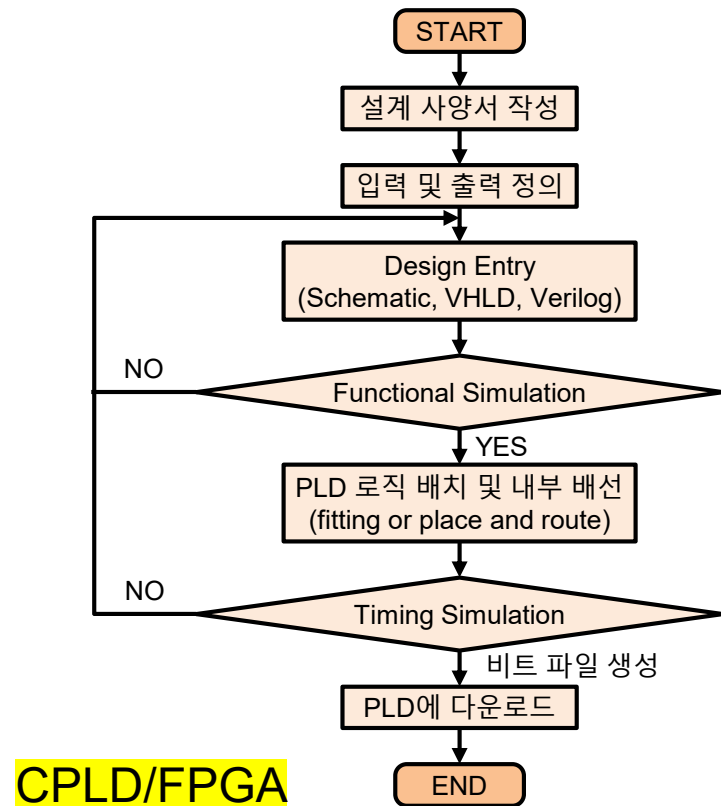 START
설계 사양서 작성
입력 및 출력 정의
Design Entry
(Schematic, VHLD, Verilog)
NO
Functional Simulation
YES
PLD 로직 배치 및 내부 배선
(fitting or place and route)
NO
Timing Simulation
비트 파일 생성
PLD에 다운로드
CPLD/FPGA
END